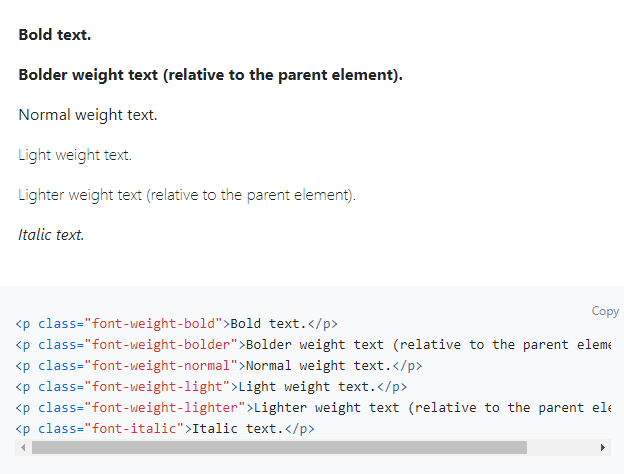 Bold text.
Bolder weight text (relative to the parent element).
Normal weight text.
Light weight text.
Lighter weight text (relative to the parent element).
Italic text.
Copy
<p class="font-weight-bold">Bold text.</p>
<p class="font-weight-bolder">Bolder weight text (relative to the parent eleme
<p class="font-weight-normal">Normal weight text.</p>
<p class="font-weight-light">Light weight text.</p>
<p class="font-weight-lighter">Lighter weight text (relative to the parent ele
<p class="font-italic">Italic text.</p>